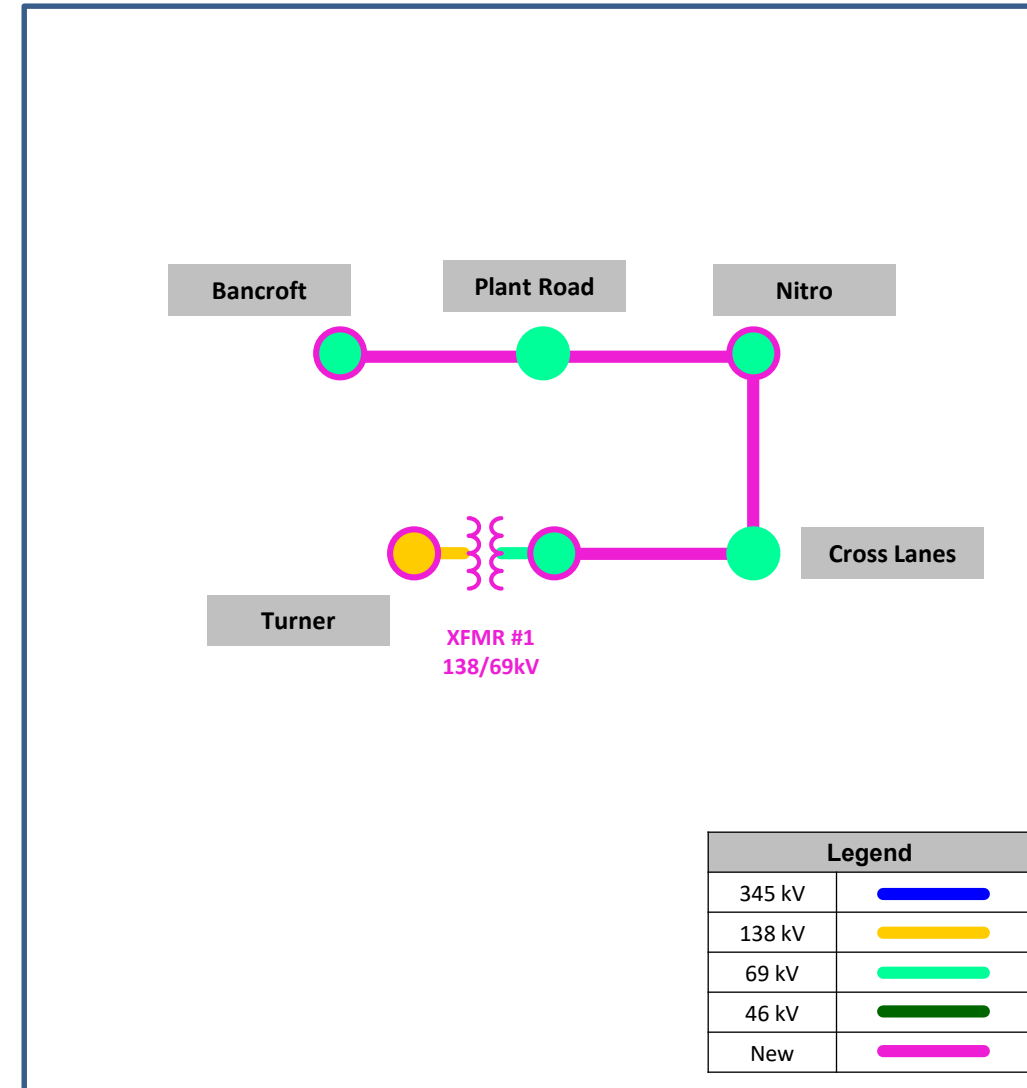 Bancroft
Plant Road
Nitro
Cross Lanes
Turner
XFMR #1
138/69kV
Legend
345 kV
138 kV
69 kV
46 kV
New